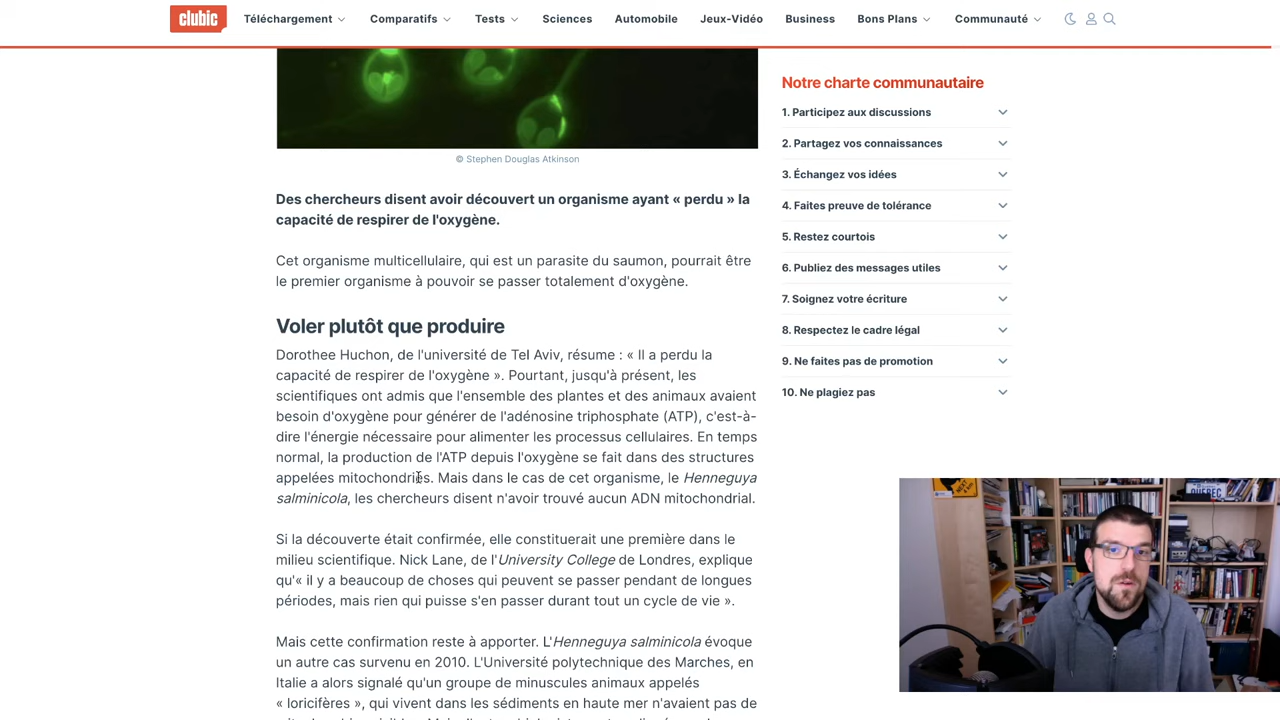 clubic Téléchargement Comparatifs Tests Sciences Automobile Jeux-Vidéo Business Bons Plans Communauté
© Stephen Douglas Atkinson
Des chercheurs disent avoir découvert un organisme ayant « perdu » la
capacité de respirer de l'oxygène.
Cet organisme multicellulaire, qui est un parasite du saumon, pourrait être
le premier organisme à pouvoir se passer totalement d'oxygène.
Voler plutôt que produire
Dorothee Huchon, de l'université de Tel Aviv, résume : « Il a perdu la
capacité de respirer de l'oxygène ». Pourtant, jusqu'à présent, les
scientifiques ont admis que l'ensemble des plantes et des animaux avaient
besoin d'oxygène pour générer de l'adénosine triphosphate (ATP), c'est-à-
dire l'énergie nécessaire pour alimenter les processus cellulaires. En temps
normal, la production de l'ATP depuis l'oxygène se fait dans des structures
appelées mitochondries. Mais dans le cas de cet organisme, le Henneguya
salminicola, les chercheurs disent n'avoir trouvé aucun ADN mitochondrial.
Si la découverte était confirmée, elle constituerait une première dans le
milieu scientifique. Nick Lane, de l'University College de Londres, explique
qu'« il y a beaucoup de choses qui peuvent se passer pendant de longues
périodes, mais rien qui puisse s'en passer durant tout un cycle de vie ».
Mais cette confirmation reste à apporter. L'Henneguya salminicola évoque
un autre cas survenu en 2010. L'Université polytechnique des Marches, en
Italie a alors signalé qu'un groupe de minuscules animaux appelés
« loricifères », qui vivent dans les sédiments en haute mer n'avaient pas de
Notre charte communautaire
1. Participez aux discussions
2. Partagez vos connaissances
3. Échangez vos idées
4. Faites preuve de tolérance
5. Restez courtois
6. Publiez des messages utiles
7. Soignez votre écriture
8. Respectez le cadre légal
9. Ne faites pas de promotion
10. Ne plagiez pas
QUÉBEC